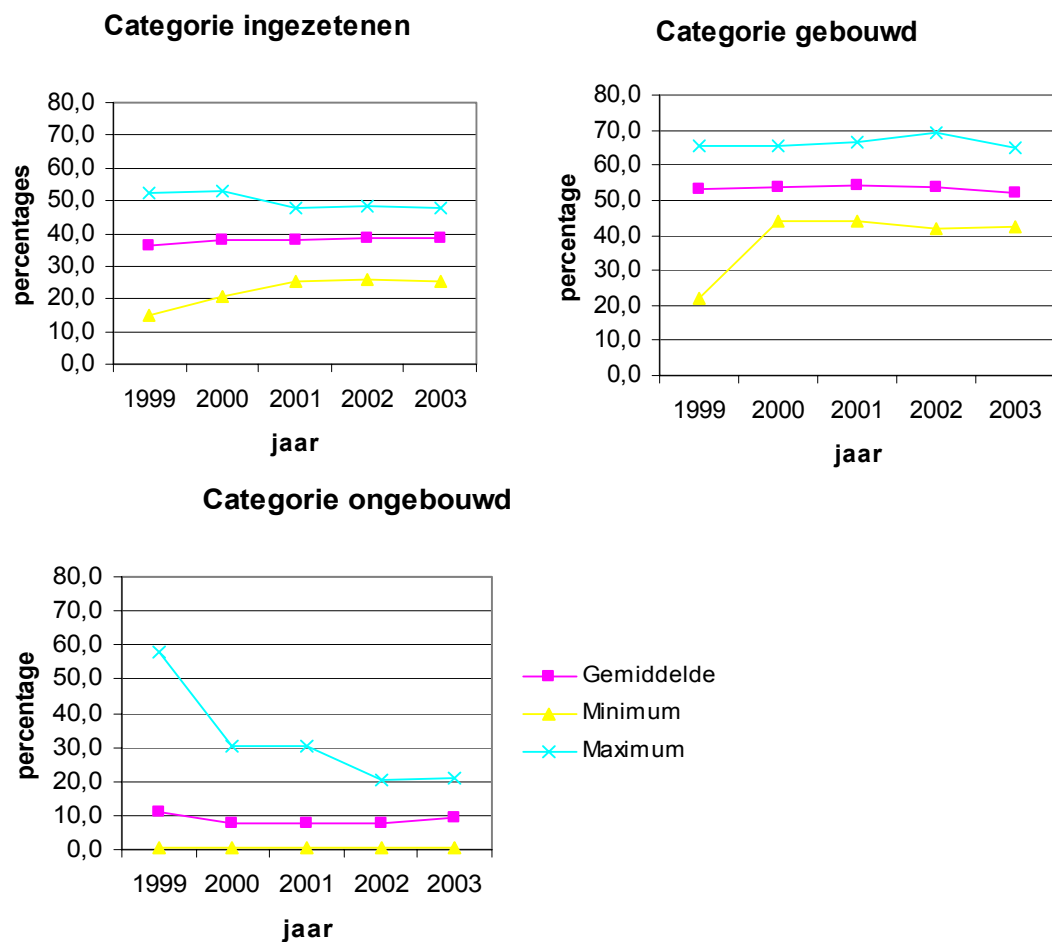 Categorie ingezetenen
percentages
80,0
70,0
60,0
50,0
40,0
30,0
20,0
10,0
0,0
1999 2000 2001 2002 2003
jaar
Categorie gebouwd
percentage
80,0
70,0
60,0
50,0
40,0
30,0
20,0
10,0
0,0
1999 2000 2001 2002 2003
jaar
Categorie ongebouwd
percentage
80,0
70,0
60,0
50,0
40,0
30,0
20,0
10,0
0,0
1999 2000 2001 2002 2003
jaar
Gemiddelde
Minimum
Maximum